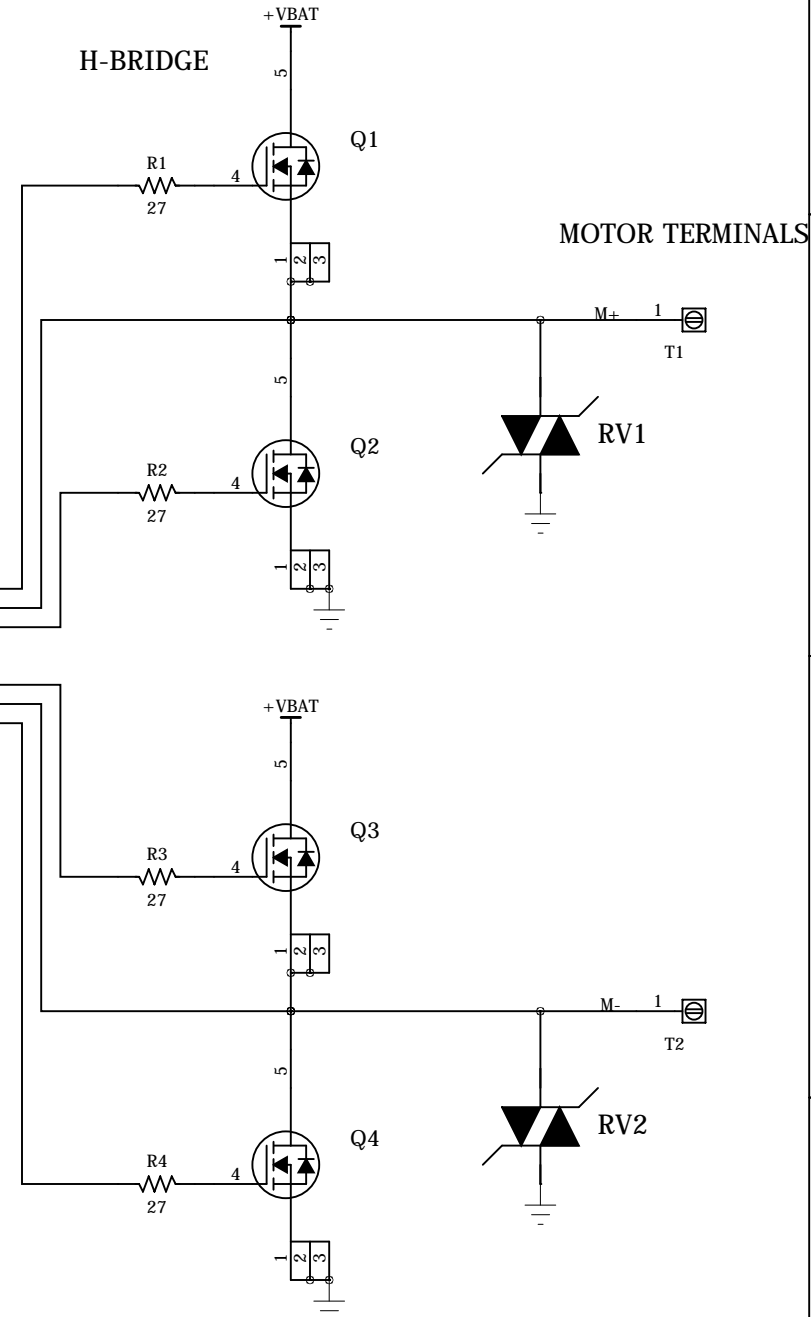 +VBAT
H-BRIDGE
5
Q1
R1
4
27
MOTOR TERMINALS
1
2
3
M+
1
T1
5
RV1
Q2
R2
4
27
1
2
3
+VBAT
5
Q3
R3
4
27
1
2
3
M-
1
T2
5
RV2
Q4
R4
4
27
1
2
3